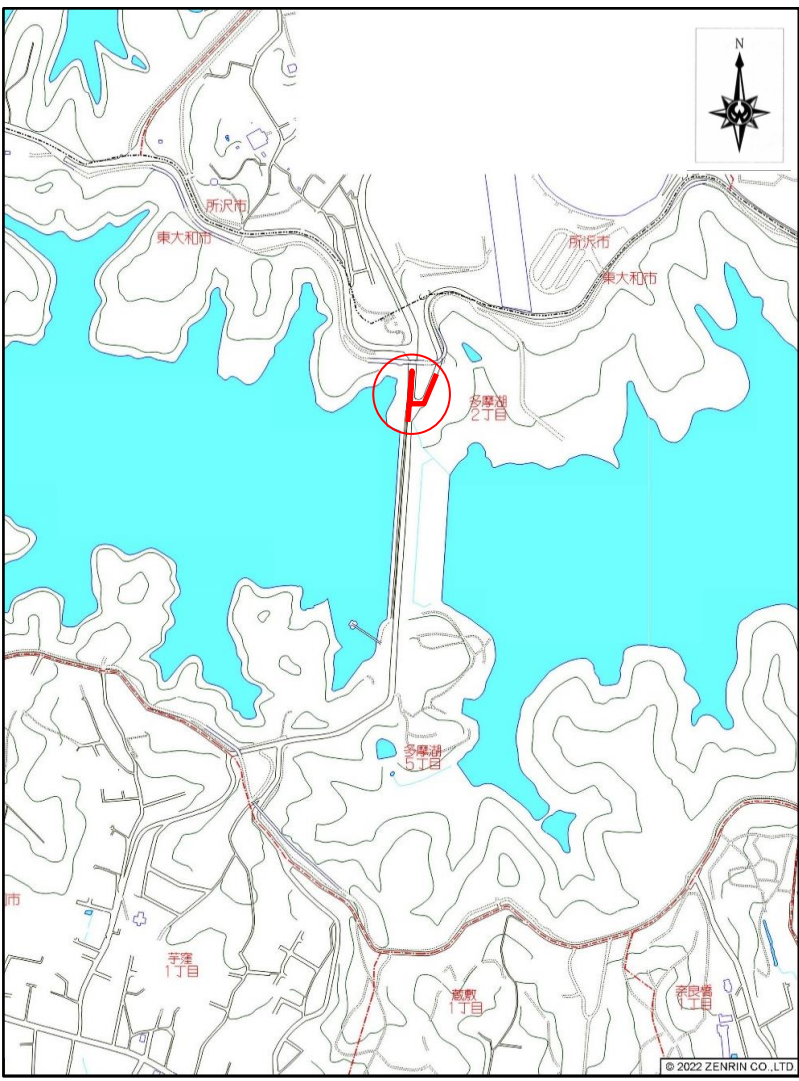 N
所沢市
東大和市
所沢市
東大和市
多摩湖
2丁目
多摩湖
5丁目
市
芋窪
1丁目
蔵敷
1丁目
奈良橋
1丁目
© 2022 ZENRIN CO.,LTD.